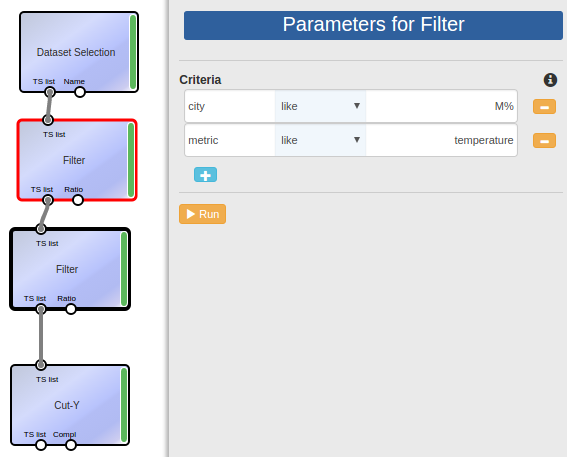 Dataset Selection
TS list Name
TS list
Filter
TS list Ratio
TS list
Filter
TS list Ratio
TS list
Cut-Y
TS list Compl
Parameters for Filter
Criteria
city like M%
metric like temperature
Run